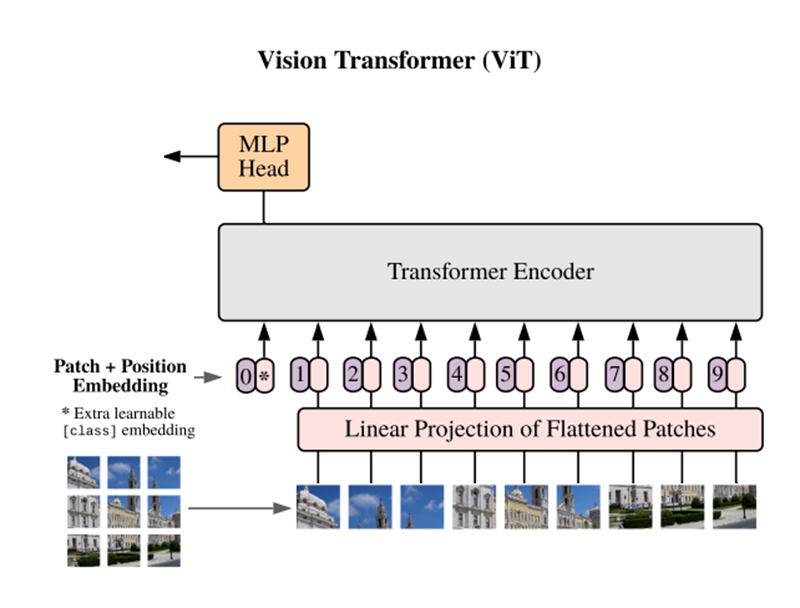 Vision Transformer (ViT)
MLP
Head
Transformer Encoder
Patch + Position
Embedding
0 * 1 2 3 4 5 6 7 8 9
* Extra learnable
[class] embedding
Linear Projection of Flattened Patches